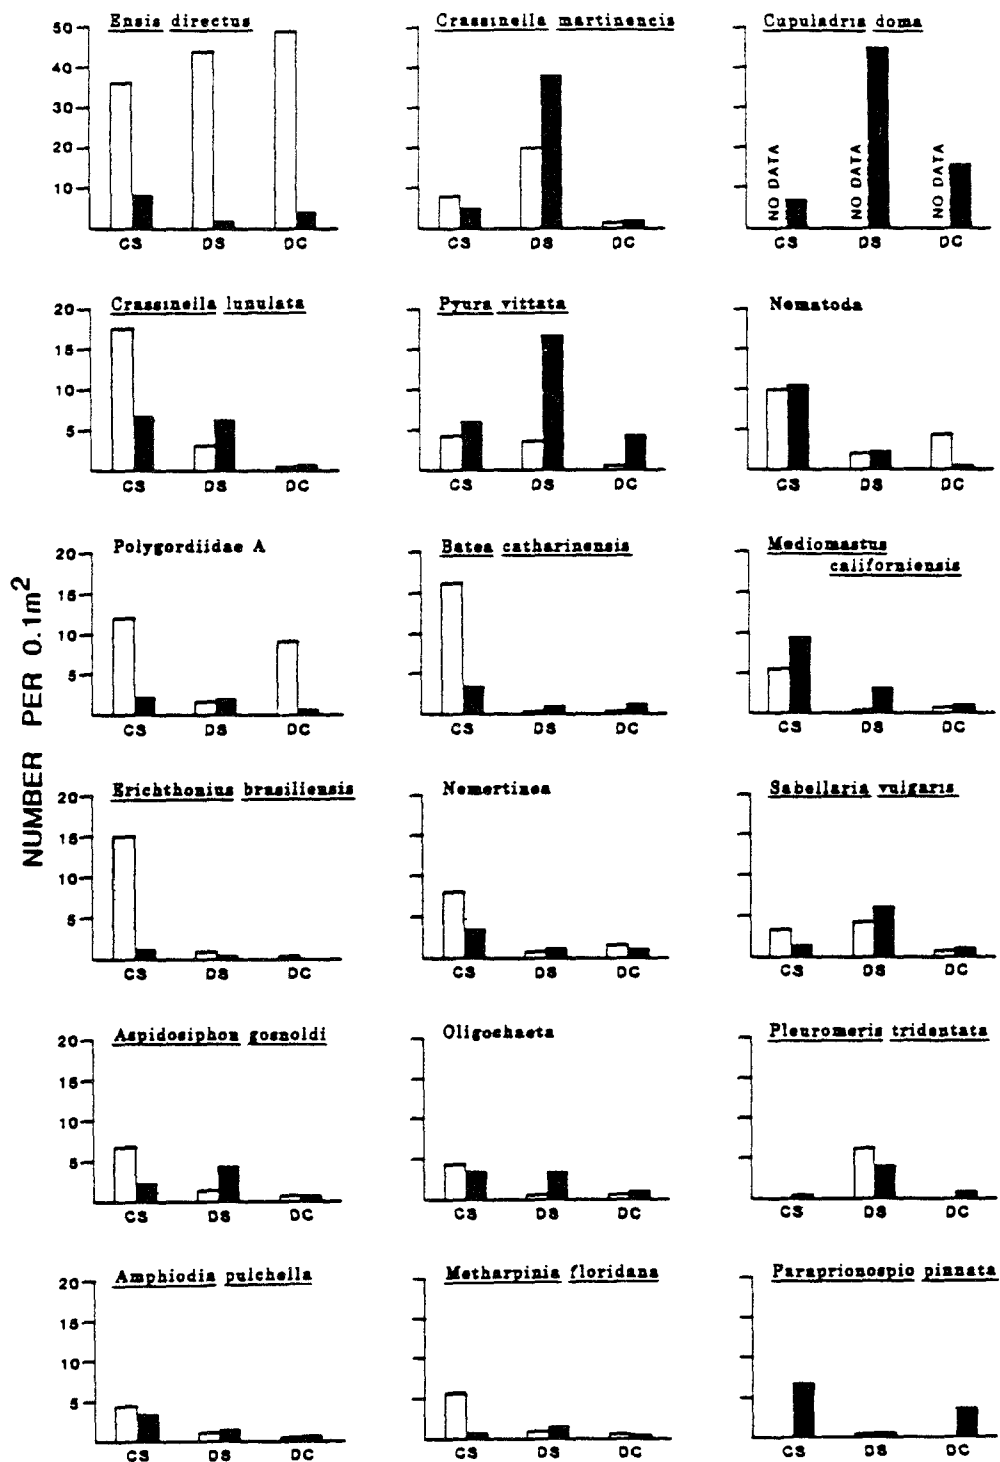 Ensis directus
Crassinella martinencis
Cupuladria doma
50
40
30
20
10
NO DATA
NO DATA
NO DATA
CS DS DC
CS DS DC
CS DS DC
Crassinella lunulata
Pyura vittata
Nematoda
20
15
10
5
CS DS DC
CS DS DC
CS DS DC
NUMBER PER 0.1m²
Polygordiidae A
Batea catharinensis
Mediomastus
californiensis
20
15
10
5
CS DS DC
CS DS DC
CS DS DC
Erichthonius brasiliensis
Nemertinea
Sabellaria vulgaris
20
15
10
5
CS DS DC
CS DS DC
CS DS DC
Aspidosiphon gosnoldi
Oligochaeta
Pleuromeris tridentata
20
15
10
5
CS DS DC
CS DS DC
CS DS DC
Amphiodia pulchella
Metharpinia floridana
Paraprionospio pinnata
20
15
10
5
CS DS DC
CS DS DC
CS DS DC